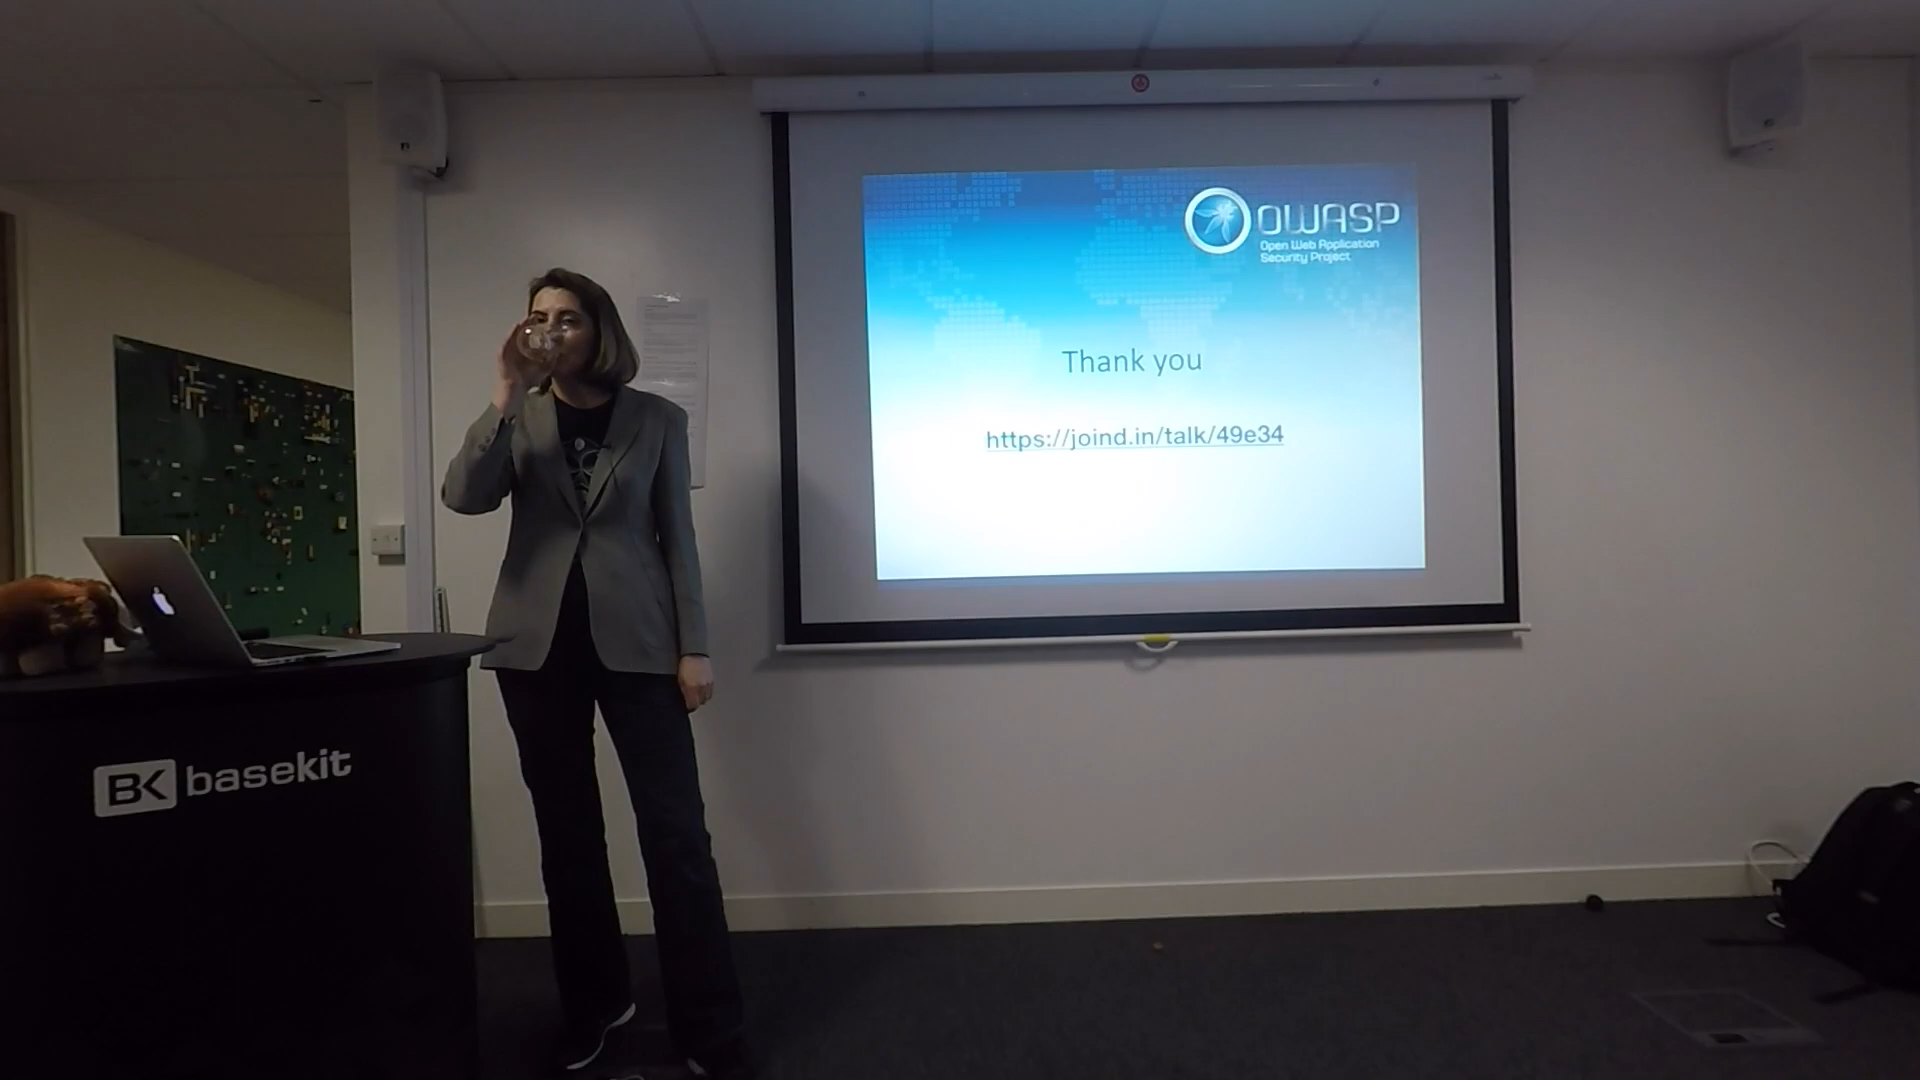 OWASP
Open Web Application
Security Project
Thank you
https://joind.in/talk/49e34
BK basekit